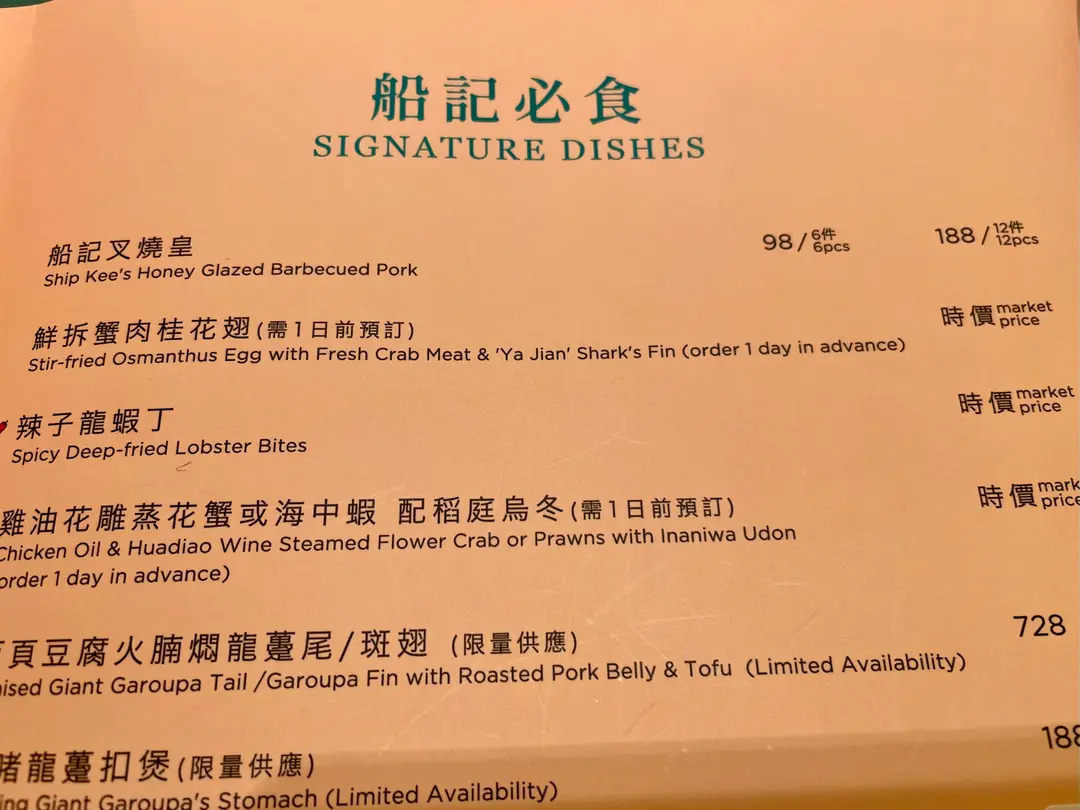 船記必食
SIGNATURE DISHES
船記叉燒皇
Ship Kee's Honey Glazed Barbecued Pork
98 / 6件 6pcs
188 / 12件 12pcs
鮮拆蟹肉桂花翅(需1日前預訂)
Stir-fried Osmanthus Egg with Fresh Crab Meat & 'Ya Jian' Shark's Fin (order 1 day in advance)
時價 market price
辣子龍蝦丁
Spicy Deep-fried Lobster Bites
時價 market price
雞油花雕蒸花蟹或海中蝦 配稻庭烏冬(需1日前預訂)
Chicken Oil & Huadiao Wine Steamed Flower Crab or Prawns with Inaniwa Udon
order 1 day in advance)
時價 mark price
頁豆腐火腩燜龍躉尾/斑翅 (限量供應)
ised Giant Garoupa Tail /Garoupa Fin with Roasted Pork Belly & Tofu (Limited Availability)
728
龍躉扣煲(限量供應)
ing Giant Garoupa's Stomach (Limited Availability)
188